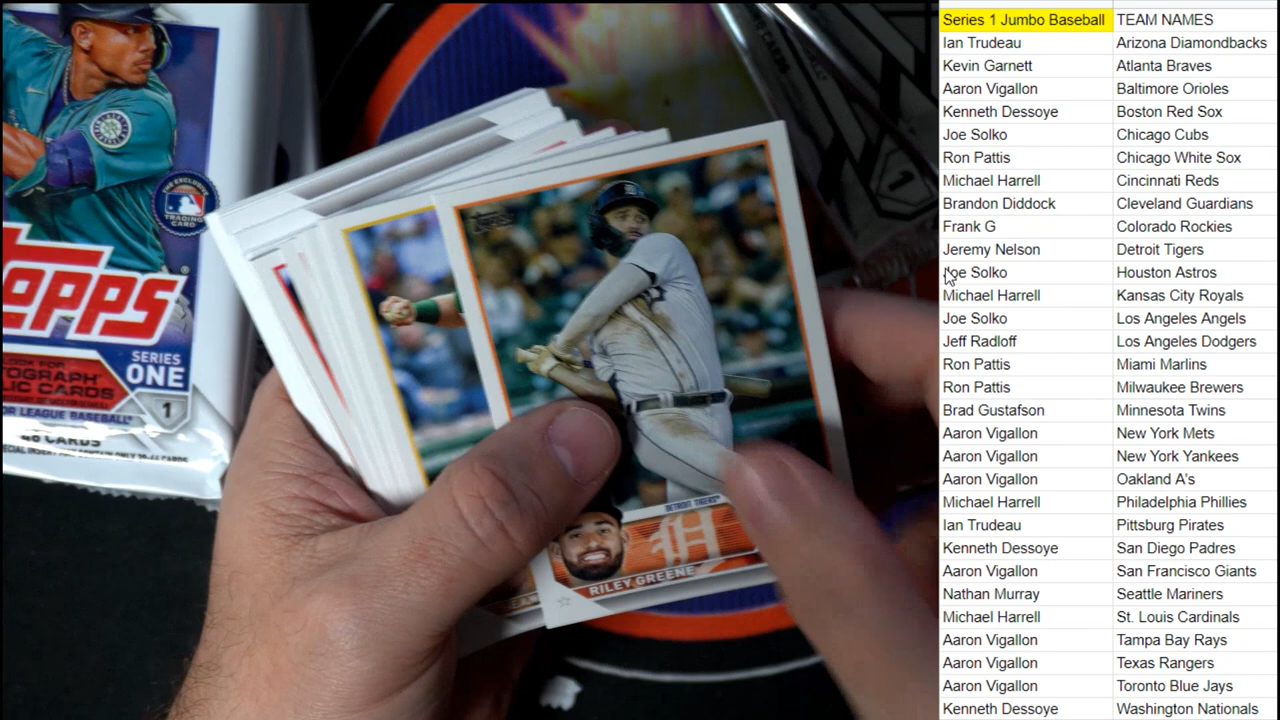 THE EXCLUSIVE
TRADING
CARD
TOPPS
SERIES
ONE
1
48 CARDS
DETROIT TIGERS
RILEY GREENE
Series 1 Jumbo Baseball TEAM NAMES
Ian Trudeau Arizona Diamondbacks
Kevin Garnett Atlanta Braves
Aaron Vigallon Baltimore Orioles
Kenneth Dessoye Boston Red Sox
Joe Solko Chicago Cubs
Ron Pattis Chicago White Sox
Michael Harrell Cincinnati Reds
Brandon Diddock Cleveland Guardians
Frank G Colorado Rockies
Jeremy Nelson Detroit Tigers
Joe Solko Houston Astros
Michael Harrell Kansas City Royals
Joe Solko Los Angeles Angels
Jeff Radloff Los Angeles Dodgers
Ron Pattis Miami Marlins
Ron Pattis Milwaukee Brewers
Brad Gustafson Minnesota Twins
Aaron Vigallon New York Mets
Aaron Vigallon New York Yankees
Aaron Vigallon Oakland A's
Michael Harrell Philadelphia Phillies
Ian Trudeau Pittsburg Pirates
Kenneth Dessoye San Diego Padres
Aaron Vigallon San Francisco Giants
Nathan Murray Seattle Mariners
Michael Harrell St. Louis Cardinals
Aaron Vigallon Tampa Bay Rays
Aaron Vigallon Texas Rangers
Aaron Vigallon Toronto Blue Jays
Kenneth Dessoye Washington Nationals